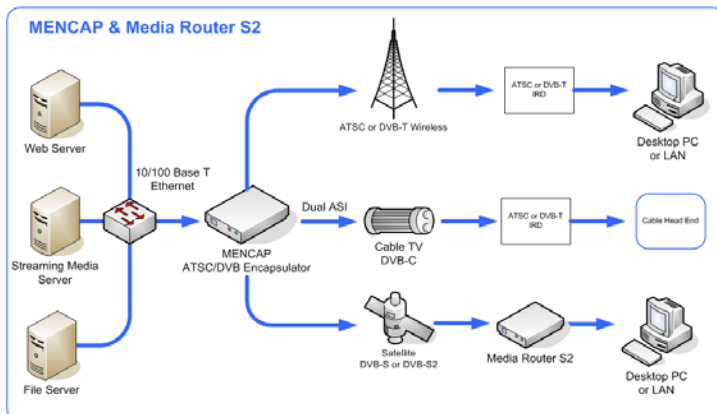 MENCAP & Media Router S2
Web Server
Streaming Media
Server
File Server
10/100 Base T
Ethernet
MENCAP
ATSC/DVB Encapsulator
Dual ASI
ATSC or DVB-T Wireless
ATSC or DVB-T
IRD
Desktop PC
or LAN
Cable TV
DVB-C
ATSC or DVB-T
IRD
Cable Head End
Satellite
DVB-S or DVB-S2
Media Router S2
Desktop PC
or LAN